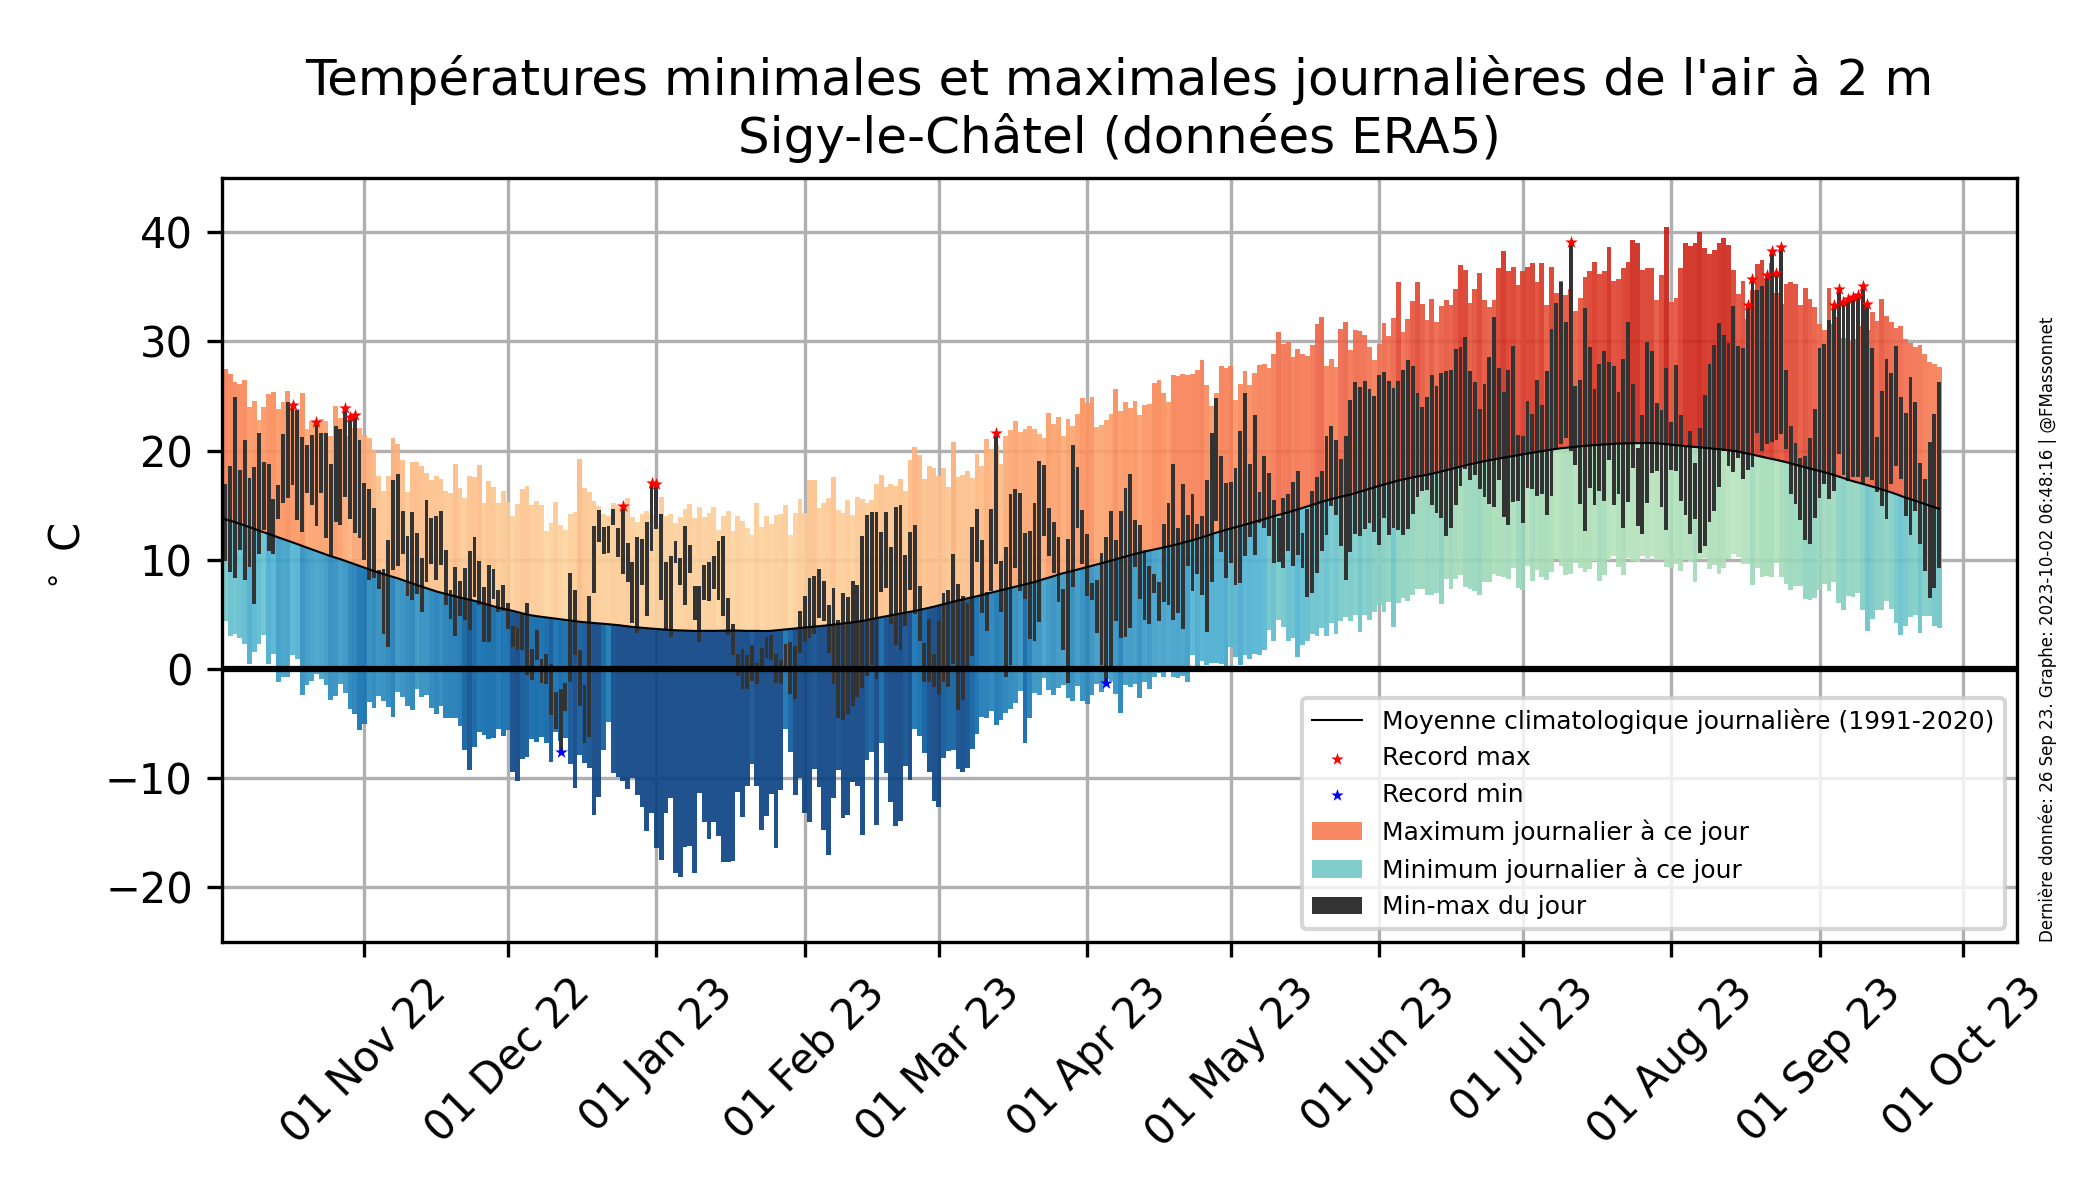 Températures minimales et maximales journalières de l'air à 2 m
Sigy-le-Châtel (données ERA5)
° C
40
30
20
10
0
−10
−20
01 Nov 22
01 Dec 22
01 Jan 23
01 Feb 23
01 Mar 23
01 Apr 23
01 May 23
01 Jun 23
01 Jul 23
01 Aug 23
01 Sep 23
01 Oct 23
Moyenne climatologique journalière (1991-2020)
Record max
Record min
Maximum journalier à ce jour
Minimum journalier à ce jour
Min-max du jour
Dernière donnée: 26 Sep 23. Graphe: 2023-10-02 06:48:16 | @FMassonnet